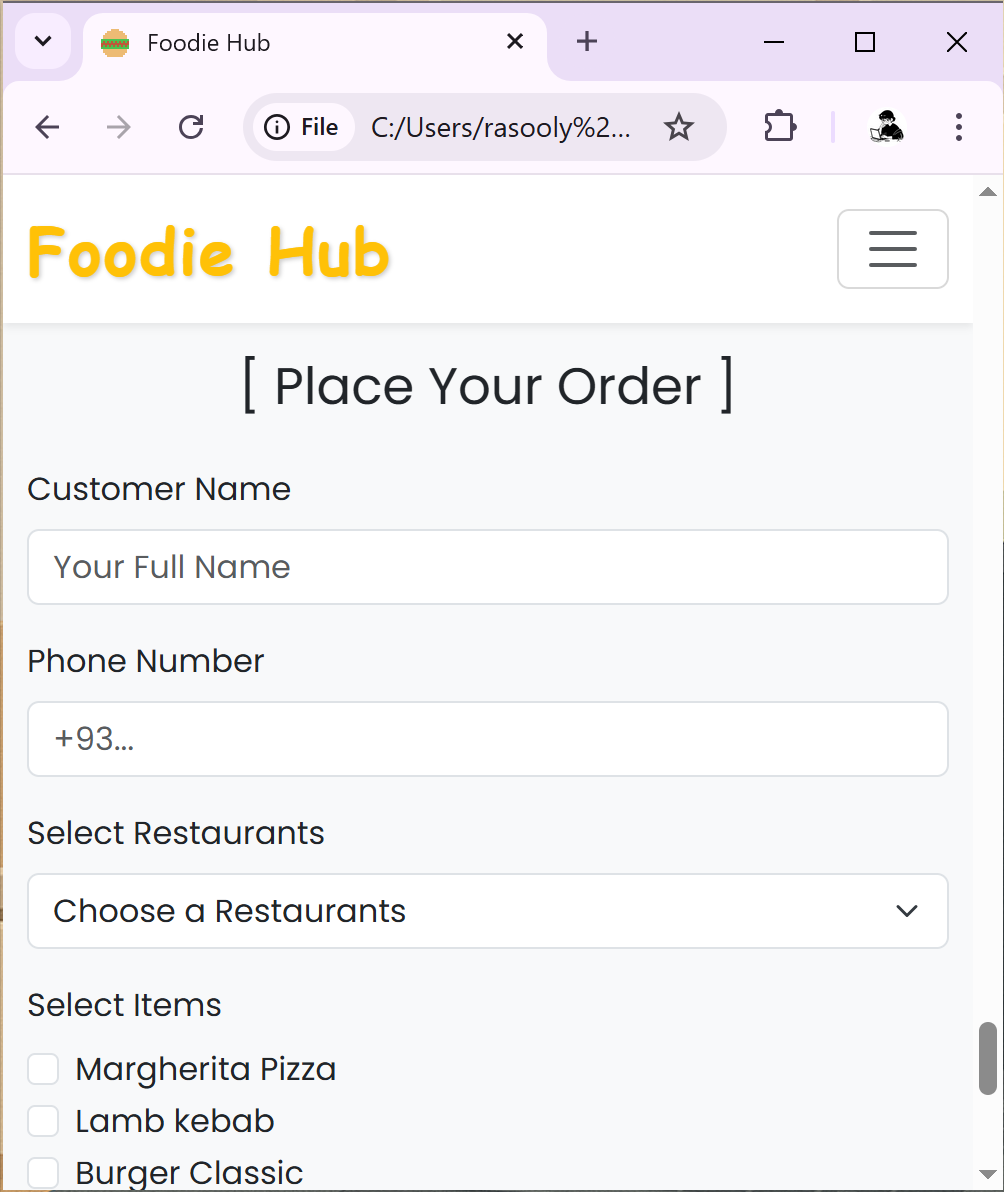 Foodie Hub
File C:/Users/rasooly%2...
Foodie Hub
[ Place Your Order ]
Customer Name
Your Full Name
Phone Number
+93...
Select Restaurants
Choose a Restaurants
Select Items
Margherita Pizza
Lamb kebab
Burger Classic